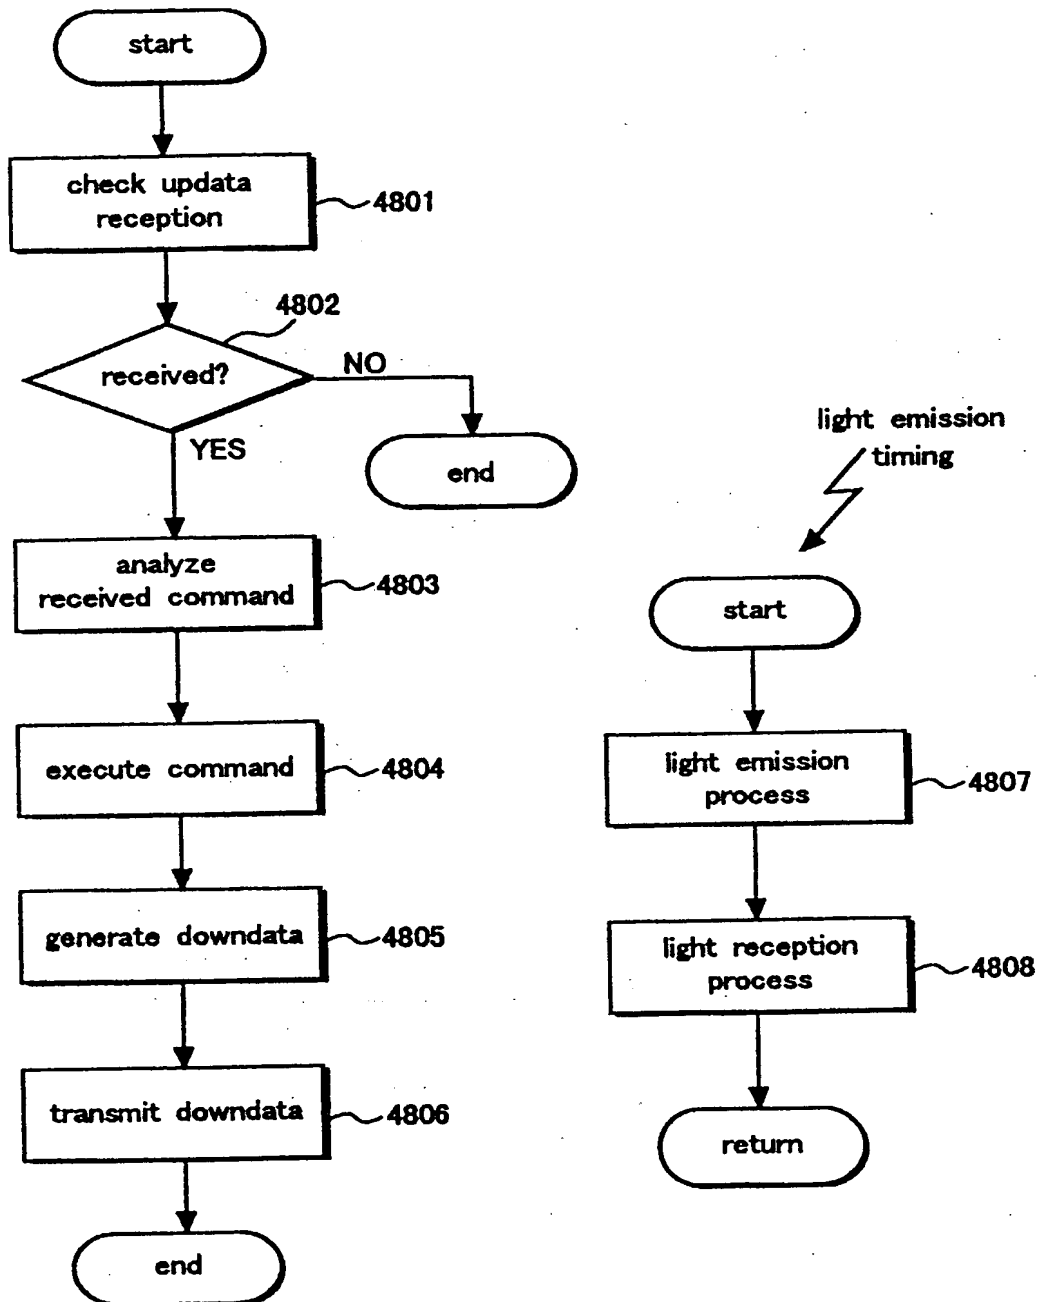 start
check updata
reception
4801
4802
received?
NO
YES
end
analyze
received command
4803
execute command
4804
generate downdata
4805
transmit downdata
4806
end
light emission
timing
start
light emission
process
4807
light reception
process
4808
return